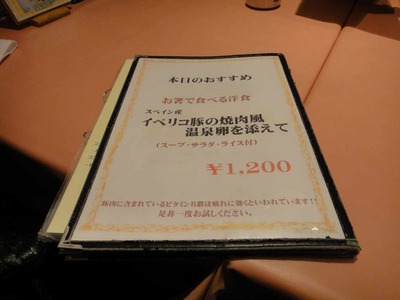 本日のおすすめ
お箸で食べる洋食
スペイン産
イベリコ豚の焼肉風
温泉卵を添えて
(スープ・サラダ・ライス付)
¥1,200
豚肉に含まれているビタミンB群は疲れに効くといわれています!!
是非一度お試しください。